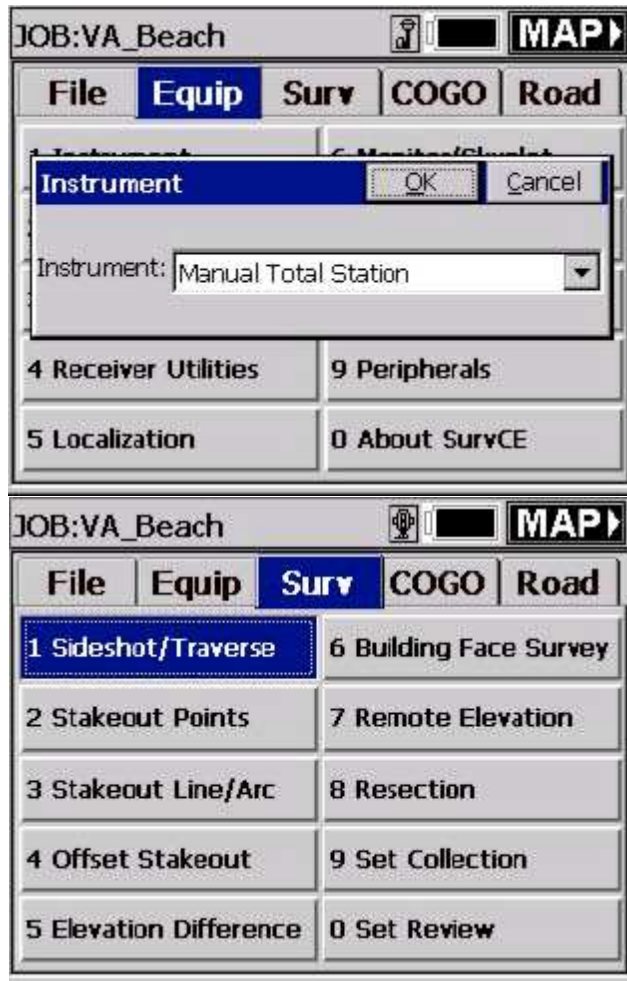 JOB:VA_Beach MAP
File Equip Surv COGO Road
Instrument OK Cancel
Instrument: Manual Total Station
4 Receiver Utilities 9 Peripherals
5 Localization 0 About SurvCE
JOB:VA_Beach MAP
File Equip Surv COGO Road
1 Sideshot/Traverse 6 Building Face Survey
2 Stakeout Points 7 Remote Elevation
3 Stakeout Line/Arc 8 Resection
4 Offset Stakeout 9 Set Collection
5 Elevation Difference 0 Set Review